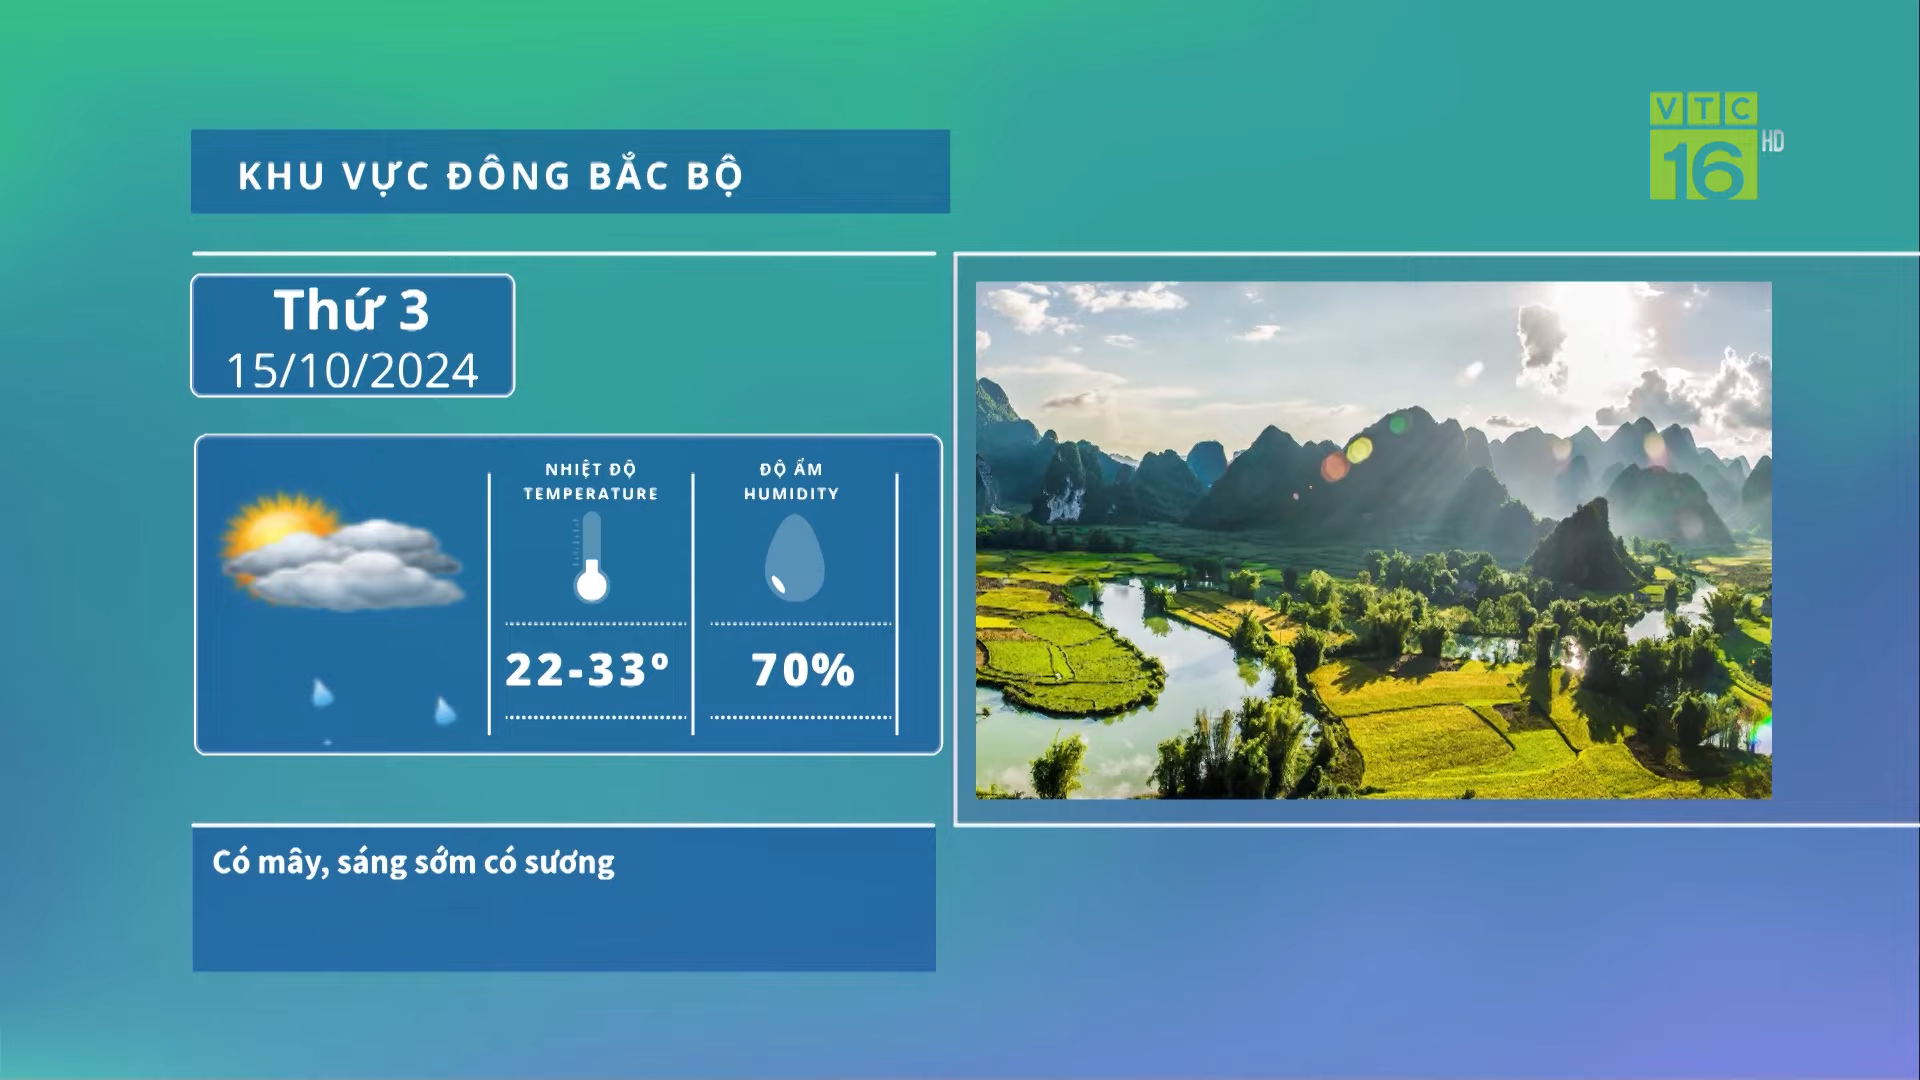 KHU VỰC ĐÔNG BẮC BỘ
VTC
16 HD
Thứ 3
15/10/2024
NHIỆT ĐỘ
TEMPERATURE
22-33º
ĐỘ ẨM
HUMIDITY
70%
Có mây, sáng sớm có sương